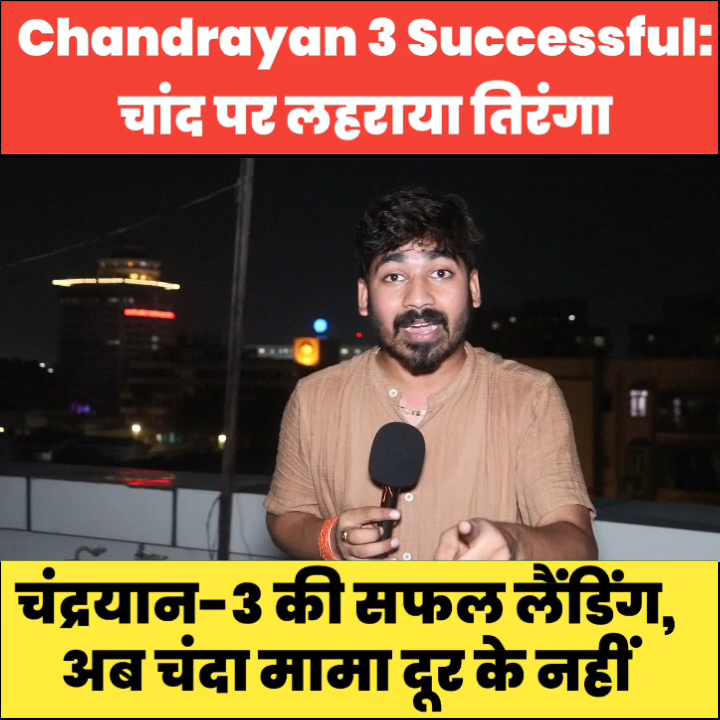 Chandrayan 3 Successful:
चांद पर लहराया तिरंगा
चंद्रयान-3 की सफल लैंडिंग,
अब चंदा मामा दूर के नहीं